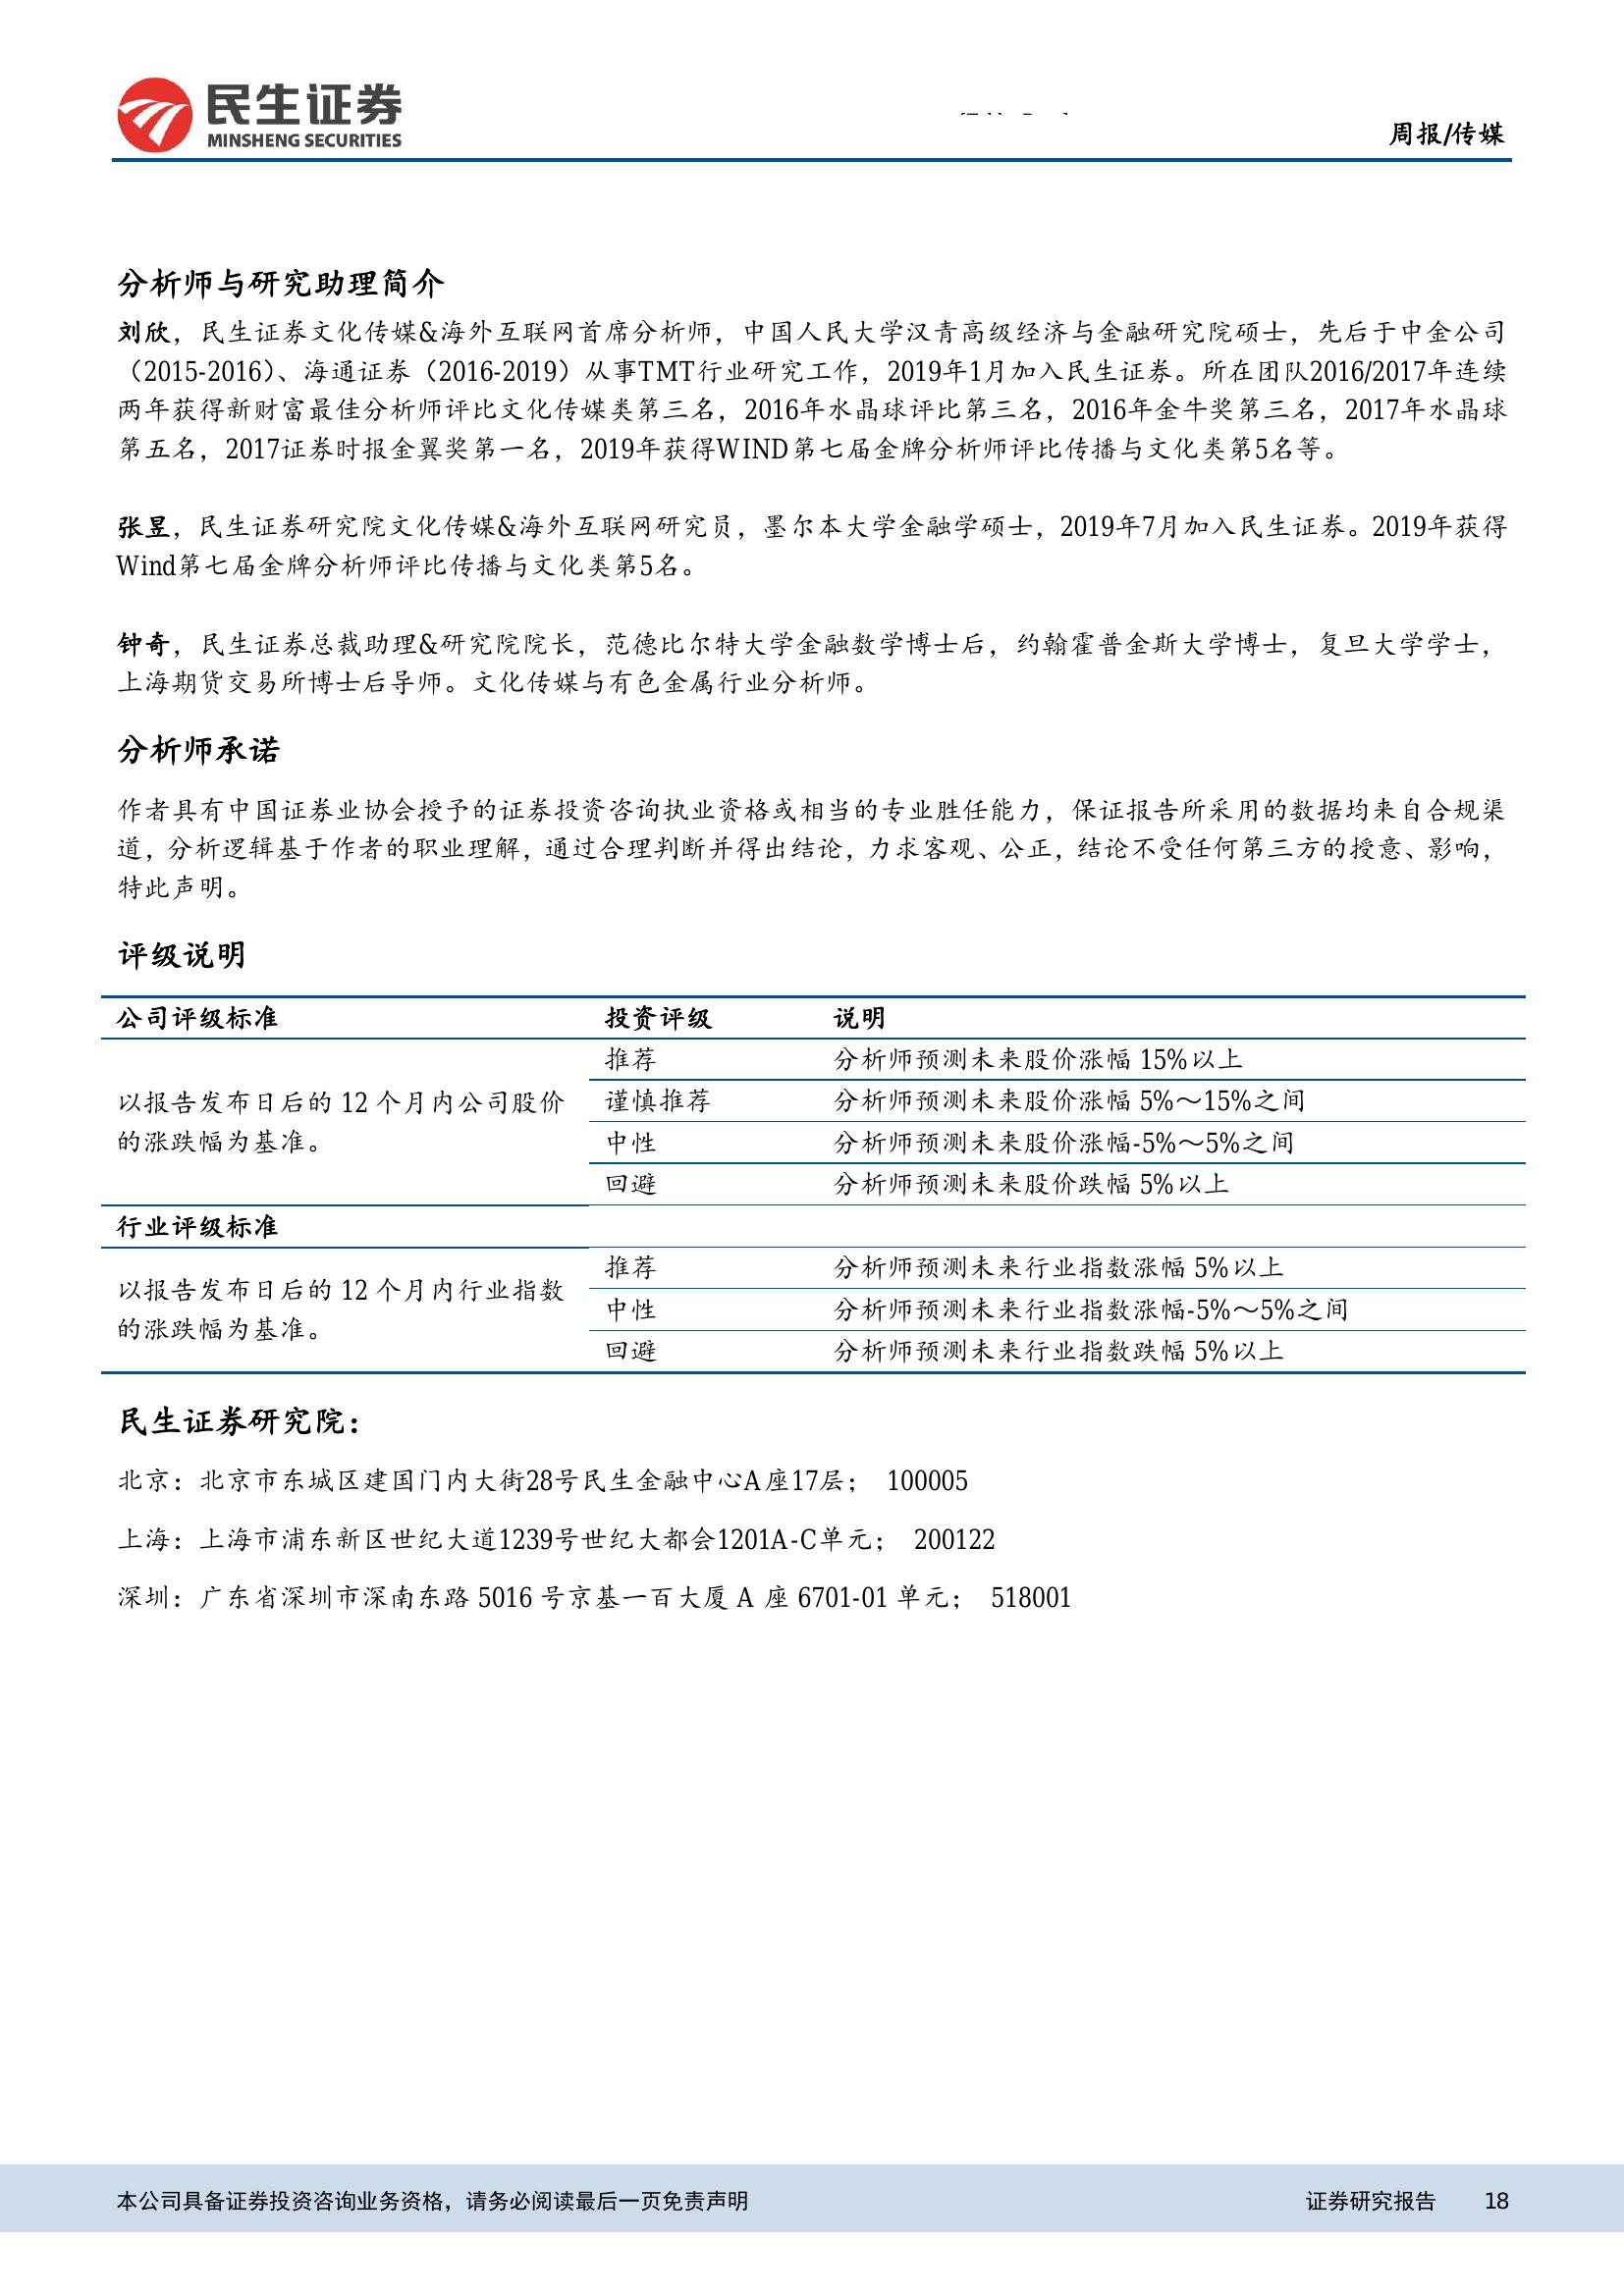 民生证券
MINSHENG SECURITIES
周报/传媒
分析师与研究助理简介
刘欣，民生证券文化传媒&海外互联网首席分析师，中国人民大学汉青高级经济与金融研究院硕士，先后于中金公司
（2015-2016）、海通证券（2016-2019）从事TMT行业研究工作，2019年1月加入民生证券。所在团队2016/2017年连续
两年获得新财富最佳分析师评比文化传媒类第三名，2016年水晶球评比第三名，2016年金牛奖第三名，2017年水晶球
第五名，2017证券时报金翼奖第一名，2019年获得WIND第七届金牌分析师评比传播与文化类第5名等。
张昱，民生证券研究院文化传媒&海外互联网研究员，墨尔本大学金融学硕士，2019年7月加入民生证券。2019年获得
Wind第七届金牌分析师评比传播与文化类第5名。
钟奇，民生证券总裁助理&研究院院长，范德比尔特大学金融数学博士后，约翰霍普金斯大学博士，复旦大学学士，
上海期货交易所博士后导师。文化传媒与有色金属行业分析师。
分析师承诺
作者具有中国证券业协会授予的证券投资咨询执业资格或相当的专业胜任能力，保证报告所采用的数据均来自合规渠
道，分析逻辑基于作者的职业理解，通过合理判断并得出结论，力求客观、公正，结论不受任何第三方的授意、影响，
特此声明。
评级说明
公司评级标准 投资评级 说明
推荐 分析师预测未来股价涨幅 15%以上
以报告发布日后的 12 个月内公司股价
的涨跌幅为基准。
谨慎推荐 分析师预测未来股价涨幅 5%～15%之间
中性 分析师预测未来股价涨幅-5%～5%之间
回避 分析师预测未来股价跌幅 5%以上
行业评级标准
推荐 分析师预测未来行业指数涨幅 5%以上
以报告发布日后的 12 个月内行业指数
的涨跌幅为基准。
中性 分析师预测未来行业指数涨幅-5%～5%之间
回避 分析师预测未来行业指数跌幅 5%以上
民生证券研究院：
北京：北京市东城区建国门内大街28号民生金融中心A座17层； 100005
上海：上海市浦东新区世纪大道1239号世纪大都会1201A-C单元； 200122
深圳：广东省深圳市深南东路 5016 号京基一百大厦 A 座 6701-01 单元； 518001
本公司具备证券投资咨询业务资格，请务必阅读最后一页免责声明 证券研究报告 18